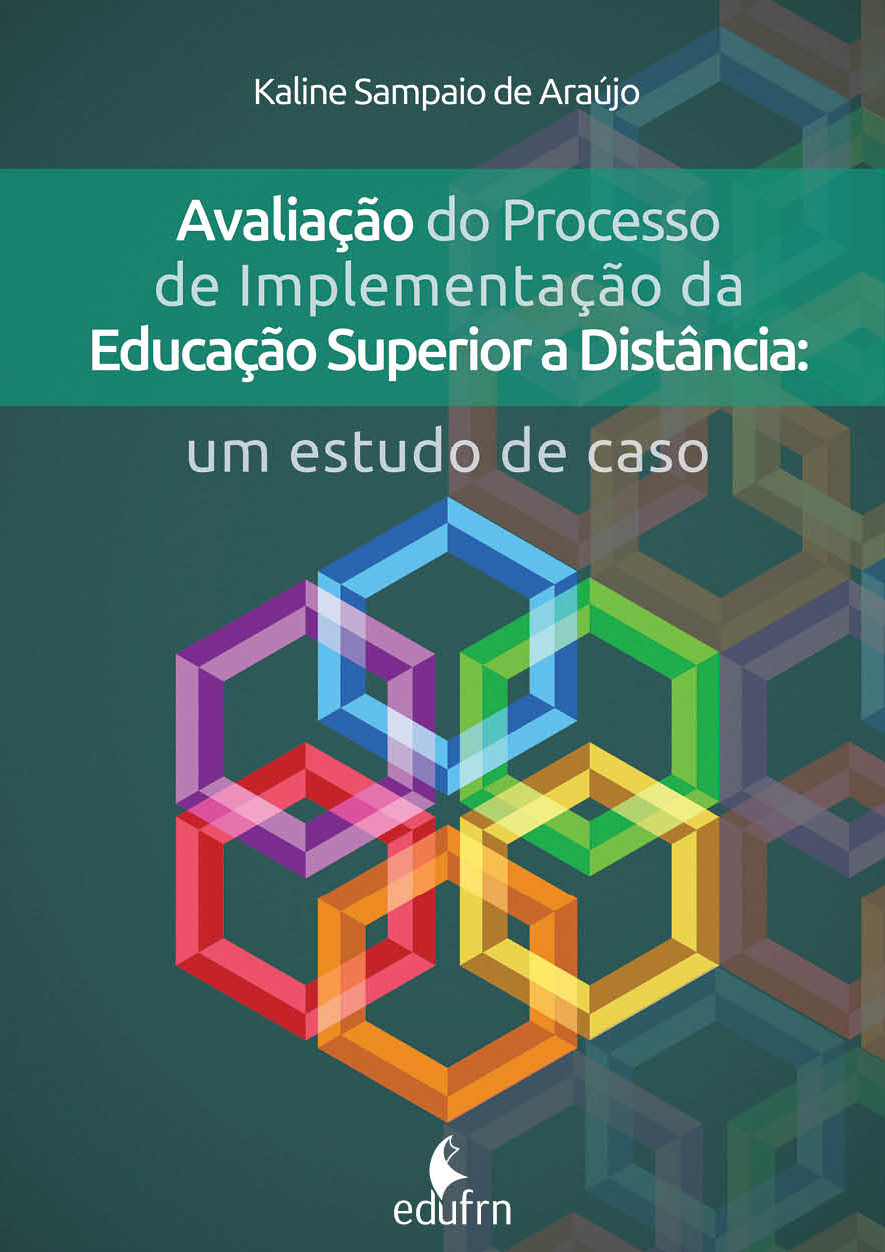 Kaline Sampaio de Araújo
Avaliação do Processo
de Implementação da
Educação Superior a Distância:
um estudo de caso
edufrn